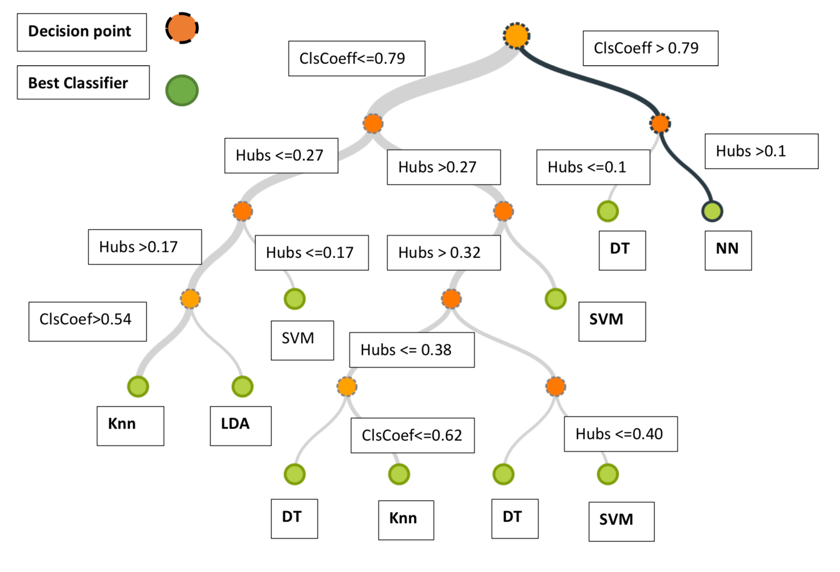 Decision point
Best Classifier
ClsCoeff<=0.79
ClsCoeff > 0.79
Hubs <=0.27
Hubs >0.27
Hubs <=0.1
Hubs >0.1
Hubs >0.17
Hubs <=0.17
Hubs > 0.32
DT
NN
ClsCoef>0.54
SVM
SVM
Hubs <= 0.38
Knn
LDA
ClsCoef<=0.62
Hubs <=0.40
DT
Knn
DT
SVM